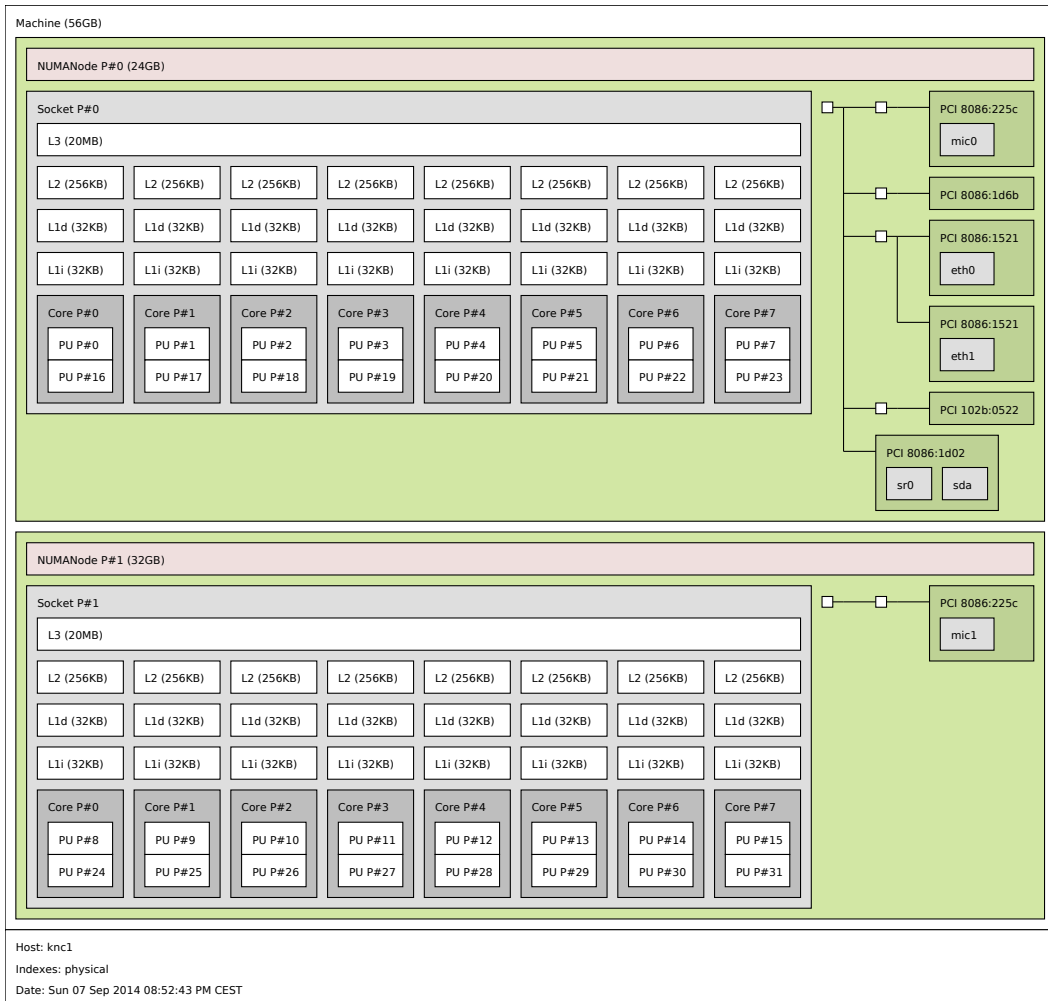 Machine (56GB)
NUMANode P#0 (24GB)
Socket P#0
L3 (20MB)
L2 (256KB) L2 (256KB) L2 (256KB) L2 (256KB) L2 (256KB) L2 (256KB) L2 (256KB) L2 (256KB)
L1d (32KB) L1d (32KB) L1d (32KB) L1d (32KB) L1d (32KB) L1d (32KB) L1d (32KB) L1d (32KB)
L1i (32KB) L1i (32KB) L1i (32KB) L1i (32KB) L1i (32KB) L1i (32KB) L1i (32KB) L1i (32KB)
Core P#0 Core P#1 Core P#2 Core P#3 Core P#4 Core P#5 Core P#6 Core P#7
PU P#0 PU P#1 PU P#2 PU P#3 PU P#4 PU P#5 PU P#6 PU P#7
PU P#16 PU P#17 PU P#18 PU P#19 PU P#20 PU P#21 PU P#22 PU P#23
PCI 8086:225c
mic0
PCI 8086:1d6b
PCI 8086:1521
eth0
PCI 8086:1521
eth1
PCI 102b:0522
PCI 8086:1d02
sr0 sda
NUMANode P#1 (32GB)
Socket P#1
L3 (20MB)
L2 (256KB) L2 (256KB) L2 (256KB) L2 (256KB) L2 (256KB) L2 (256KB) L2 (256KB) L2 (256KB)
L1d (32KB) L1d (32KB) L1d (32KB) L1d (32KB) L1d (32KB) L1d (32KB) L1d (32KB) L1d (32KB)
L1i (32KB) L1i (32KB) L1i (32KB) L1i (32KB) L1i (32KB) L1i (32KB) L1i (32KB) L1i (32KB)
Core P#0 Core P#1 Core P#2 Core P#3 Core P#4 Core P#5 Core P#6 Core P#7
PU P#8 PU P#9 PU P#10 PU P#11 PU P#12 PU P#13 PU P#14 PU P#15
PU P#24 PU P#25 PU P#26 PU P#27 PU P#28 PU P#29 PU P#30 PU P#31
PCI 8086:225c
mic1
Host: knc1
Indexes: physical
Date: Sun 07 Sep 2014 08:52:43 PM CEST